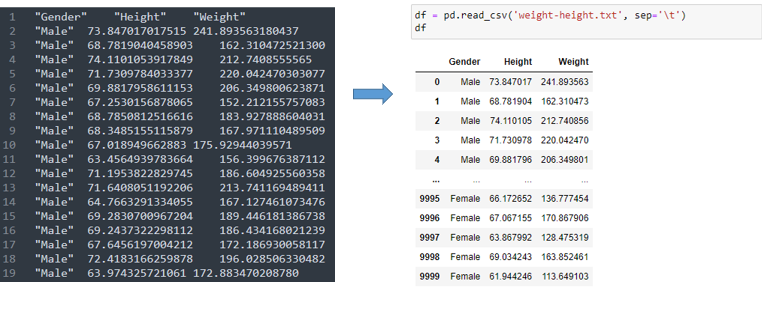 1 "Gender" "Height" "Weight"
2 "Male" 73.847017017515 241.893563180437
3 "Male" 68.7819040458903 162.310472521300
4 "Male" 74.1101053917849 212.7408555565
5 "Male" 71.7309784033377 220.042470303077
6 "Male" 69.8817958611153 206.349800623871
7 "Male" 67.2530156878065 152.212155757083
8 "Male" 68.7850812516616 183.927888604031
9 "Male" 68.3485155115879 167.971110489509
10 "Male" 67.018949662883 175.92944039571
11 "Male" 63.4564939783664 156.399676387112
12 "Male" 71.1953822829745 186.604925560358
13 "Male" 71.6408051192206 213.741169489411
14 "Male" 64.7663291334055 167.127461073476
15 "Male" 69.2830700967204 189.446181386738
16 "Male" 69.2437322298112 186.434168021239
17 "Male" 67.6456197004212 172.186930058117
18 "Male" 72.4183166259878 196.028506330482
19 "Male" 63.974325721061 172.883470208780
df = pd.read_csv('weight-height.txt', sep='\t')
df
Gender Height Weight
0 Male 73.847017 241.893563
1 Male 68.781904 162.310473
2 Male 74.110105 212.740856
3 Male 71.730978 220.042470
4 Male 69.881796 206.349801
... ... ... ...
9995 Female 66.172652 136.777454
9996 Female 67.067155 170.867906
9997 Female 63.867992 128.475319
9998 Female 69.034243 163.852461
9999 Female 61.944246 113.649103